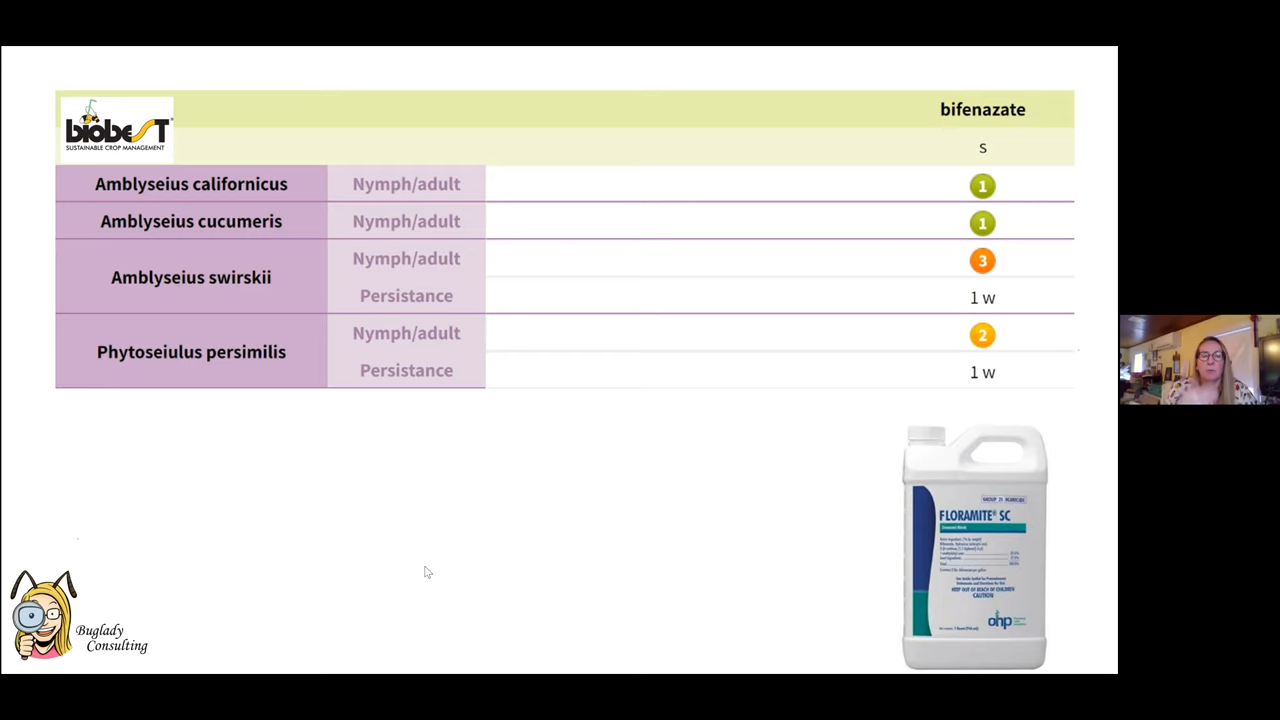 biobest
SUSTAINABLE CROP MANAGEMENT
bifenazate
s
Amblyseius californicus Nymph/adult 1
Amblyseius cucumeris Nymph/adult 1
Amblyseius swirskii Nymph/adult 3
Persistance 1 w
Phytoseiulus persimilis Nymph/adult 2
Persistance 1 w
FLORAMITE® SC
KEEP OUT OF REACH OF CHILDREN
CAUTION
ohp
Buglady
Consulting